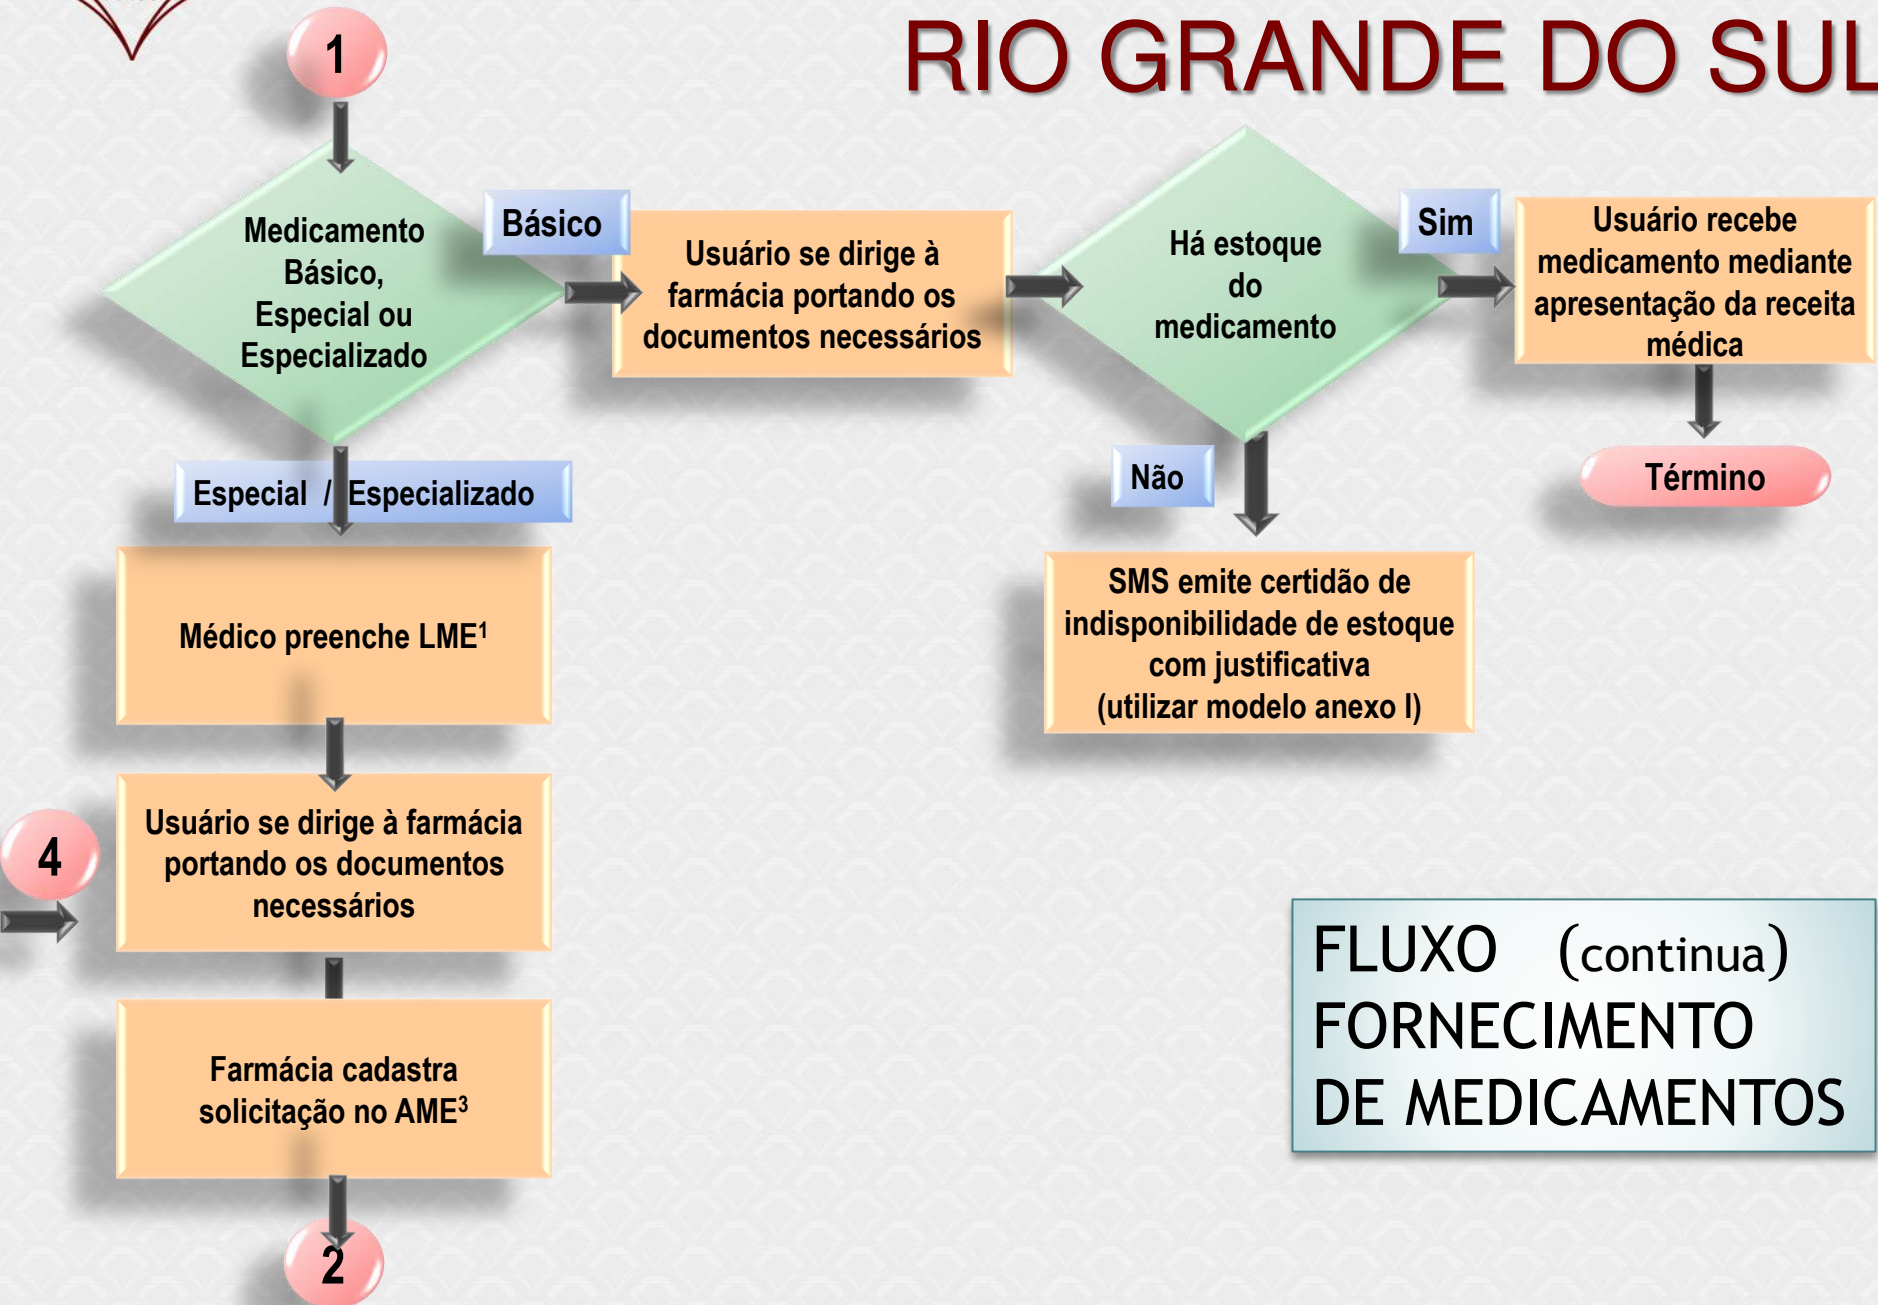 RIO GRANDE DO SUL
1
Medicamento
Básico,
Especial ou
Especializado
Básico
Usuário se dirige à
farmácia portando os
documentos necessários
Há estoque
do
medicamento
Sim
Usuário recebe
medicamento mediante
apresentação da receita
médica
Término
Não
SMS emite certidão de
indisponibilidade de estoque
com justificativa
(utilizar modelo anexo I)
Especial / Especializado
Médico preenche LME¹
4
Usuário se dirige à farmácia
portando os documentos
necessários
Farmácia cadastra
solicitação no AME³
2
FLUXO (continua)
FORNECIMENTO
DE MEDICAMENTOS